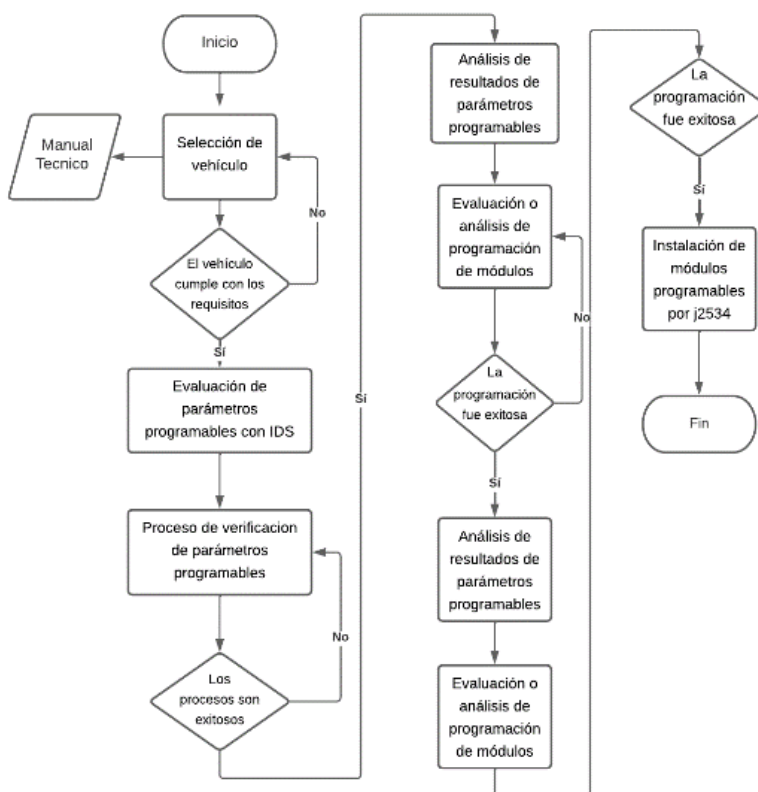 Inicio
Manual
Tecnico
Selección de
vehículo
No
El vehículo
cumple con los
requisitos
Sí
Evaluación de
parámetros
programables con IDS
Proceso de verificacion
de parámetros
programables
No
Los
procesos son
exitosos
Sí
Análisis de
resultados de
parámetros
programables
Evaluación o
análisis de
programación
de módulos
No
La
programación
fue exitosa
Sí
Análisis de
resultados de
parámetros
programables
Evaluación o
análisis de
programación
de módulos
La
programación
fue exitosa
Sí
Instalación de
módulos
programables
por j2534
Fin